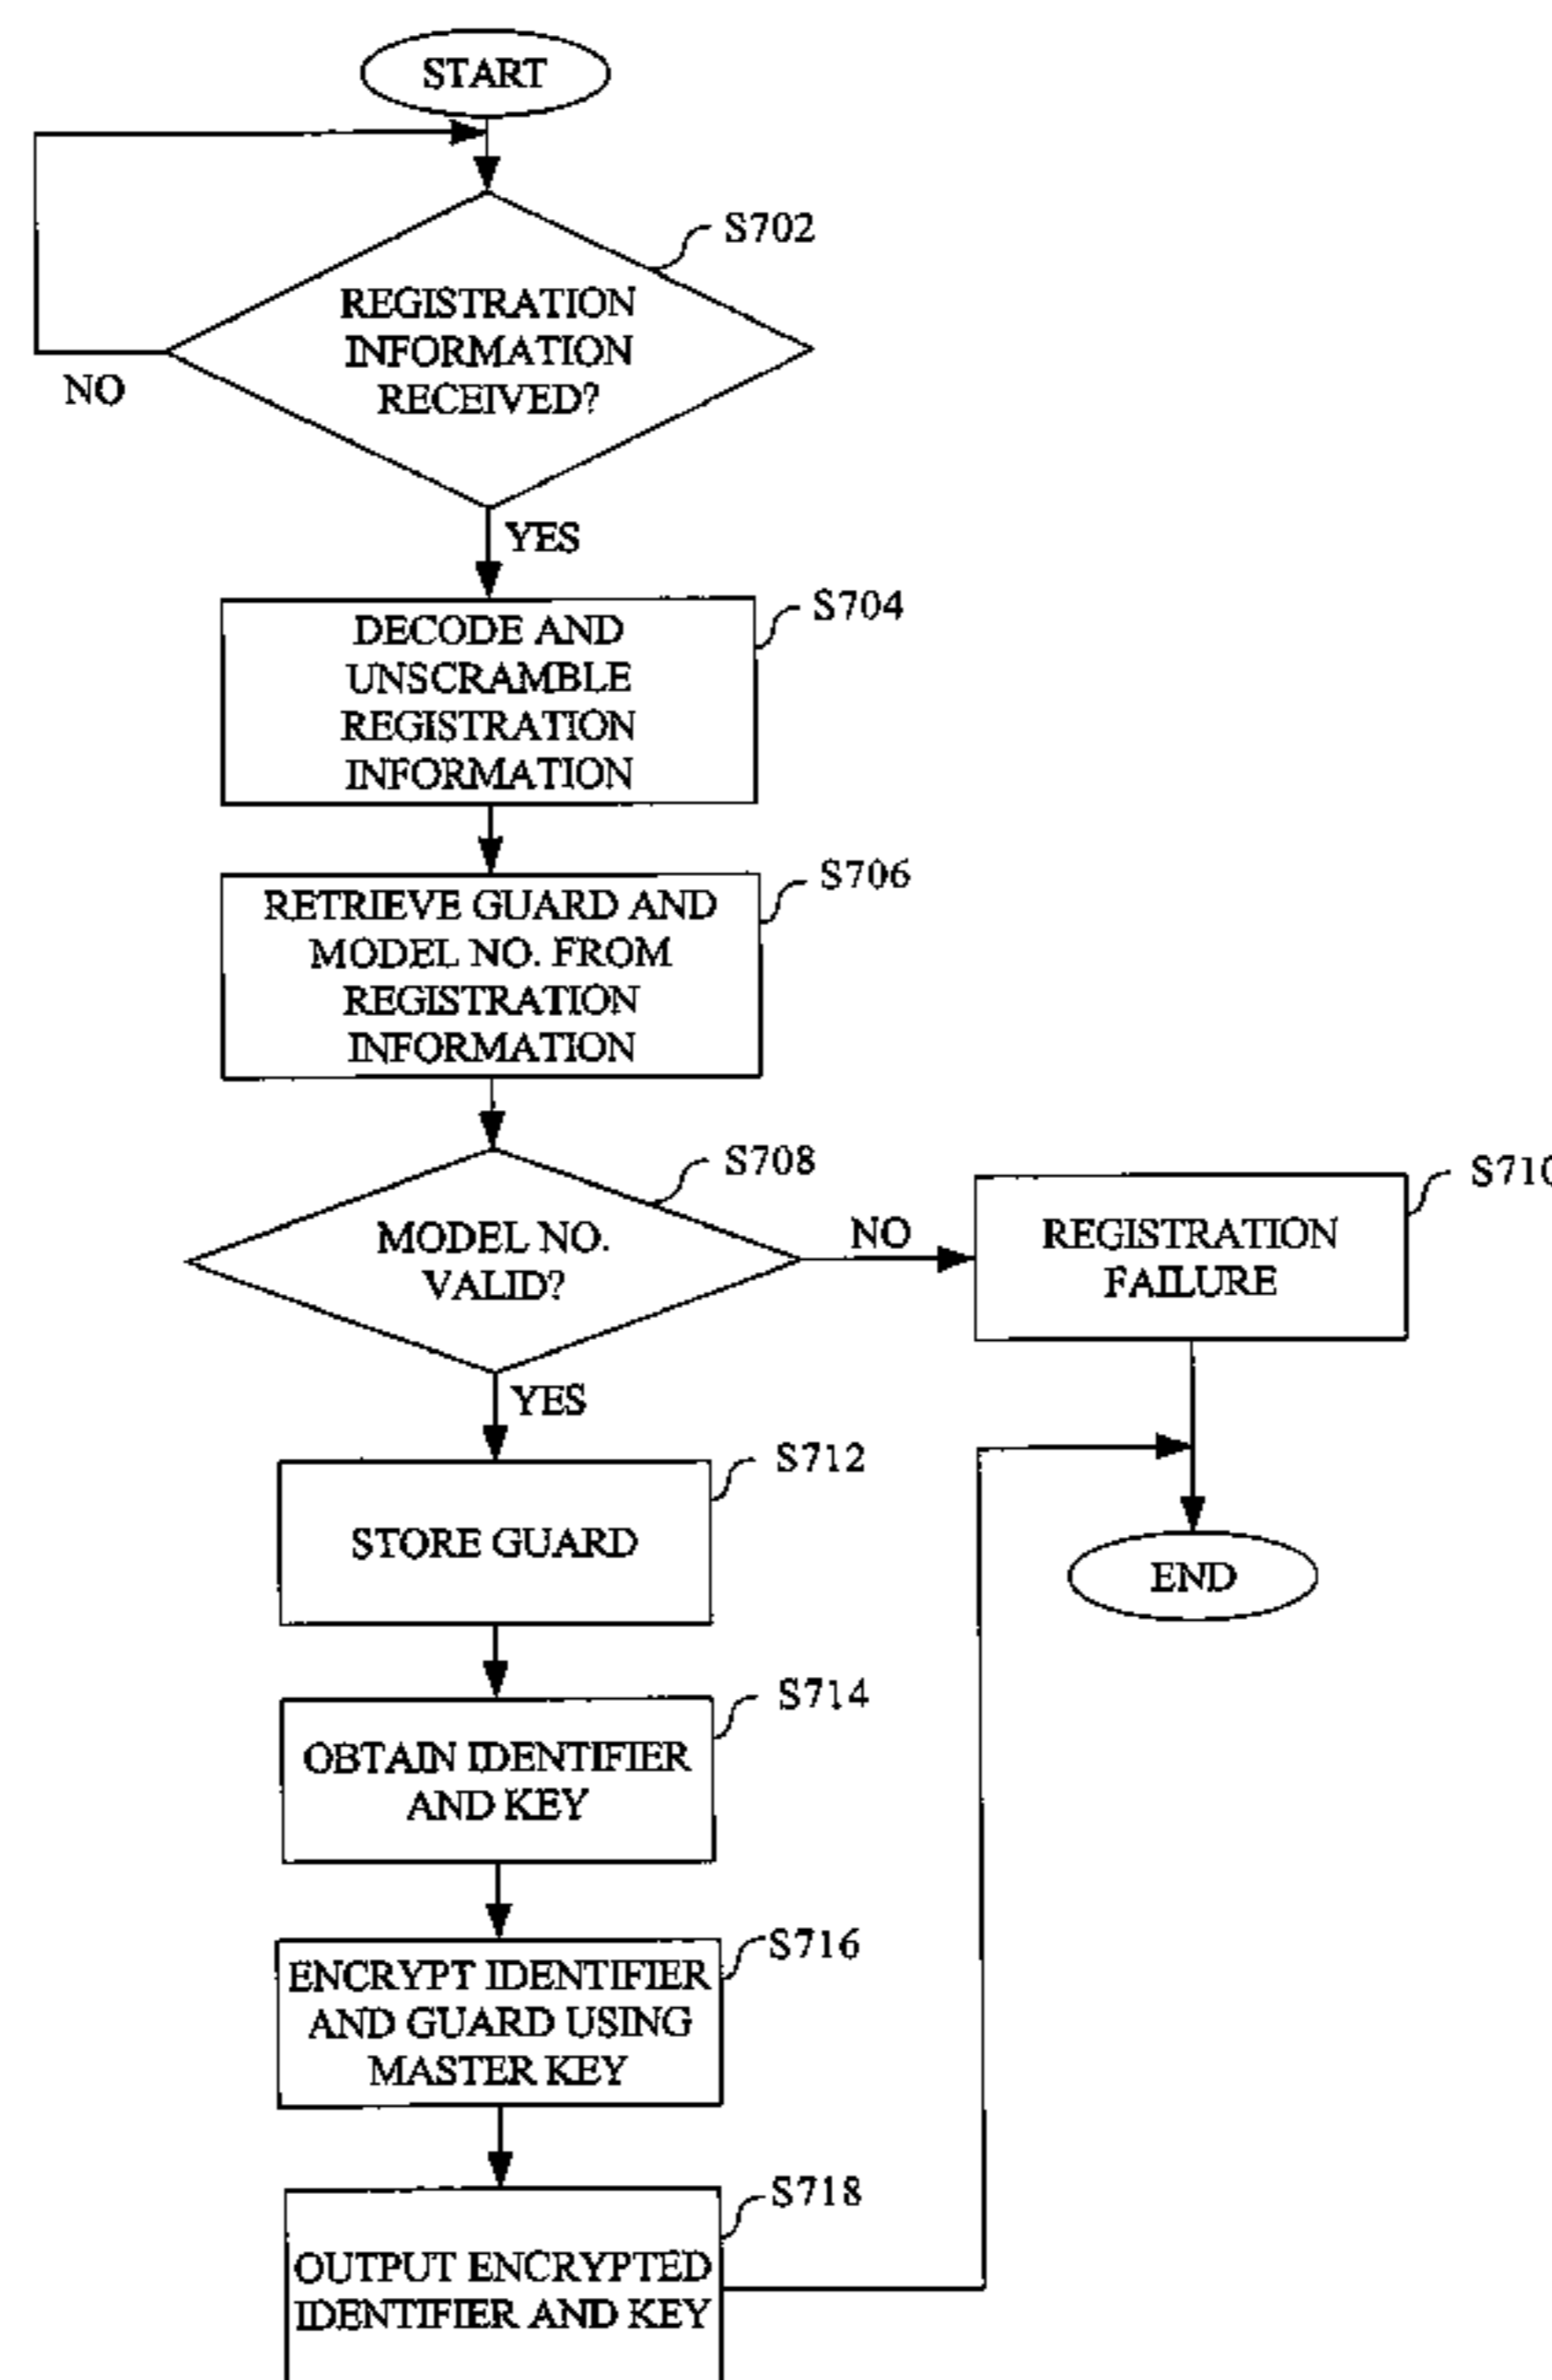 START
S702
REGISTRATION
INFORMATION
RECEIVED?
NO
YES
S704
DECODE AND
UNSCRAMBLE
REGISTRATION
INFORMATION
S706
RETRIEVE GUARD AND
MODEL NO. FROM
REGISTRATION
INFORMATION
S708
MODEL NO.
VALID?
NO
S710
REGISTRATION
FAILURE
YES
S712
STORE GUARD
END
S714
OBTAIN IDENTIFIER
AND KEY
S716
ENCRYPT IDENTIFIER
AND GUARD USING
MASTER KEY
S718
OUTPUT ENCRYPTED
IDENTIFIER AND KEY